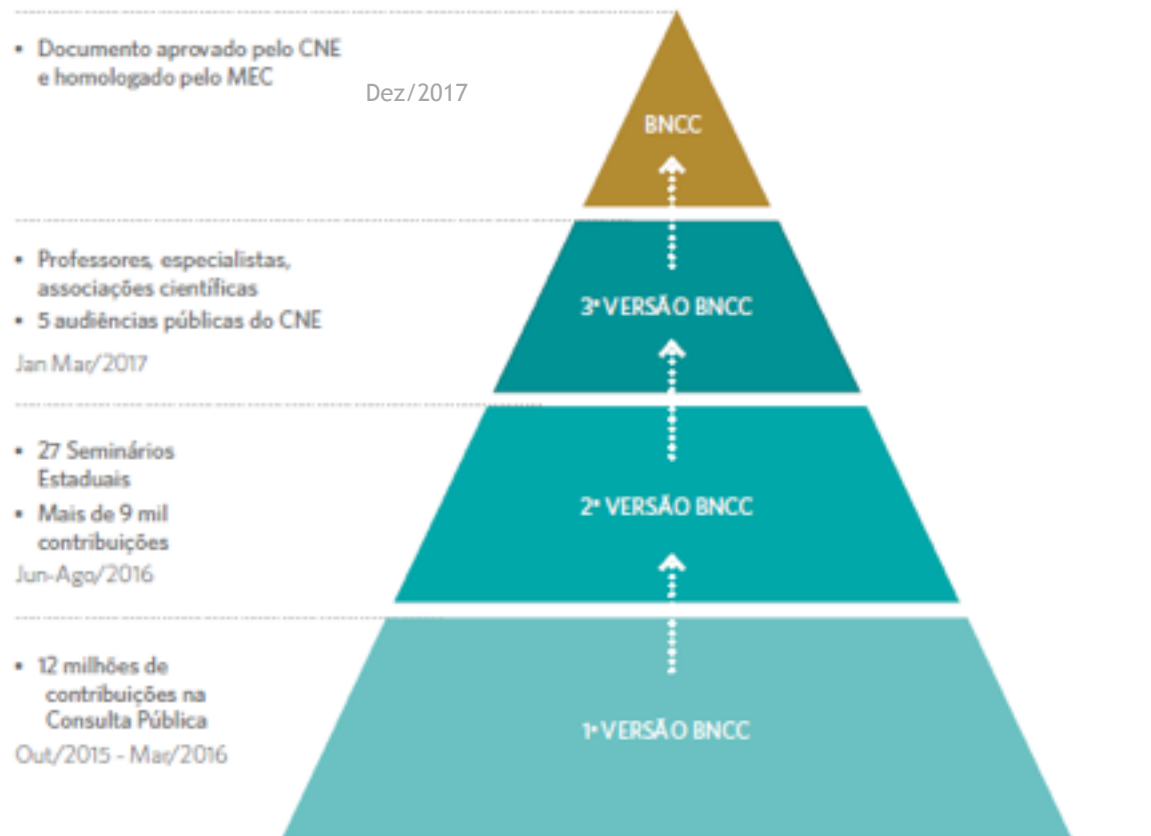 • Documento aprovado pelo CNE
e homologado pelo MEC
Dez/2017
BNCC
• Professores, especialistas,
associações científicas
• 5 audiências públicas do CNE
Jan Mar/2017
3ª VERSÃO BNCC
• 27 Seminários
Estaduais
• Mais de 9 mil
contribuições
Jun-Ago/2016
2ª VERSÃO BNCC
• 12 milhões de
contribuições na
Consulta Pública
Out/2015 - Mar/2016
1ª VERSÃO BNCC